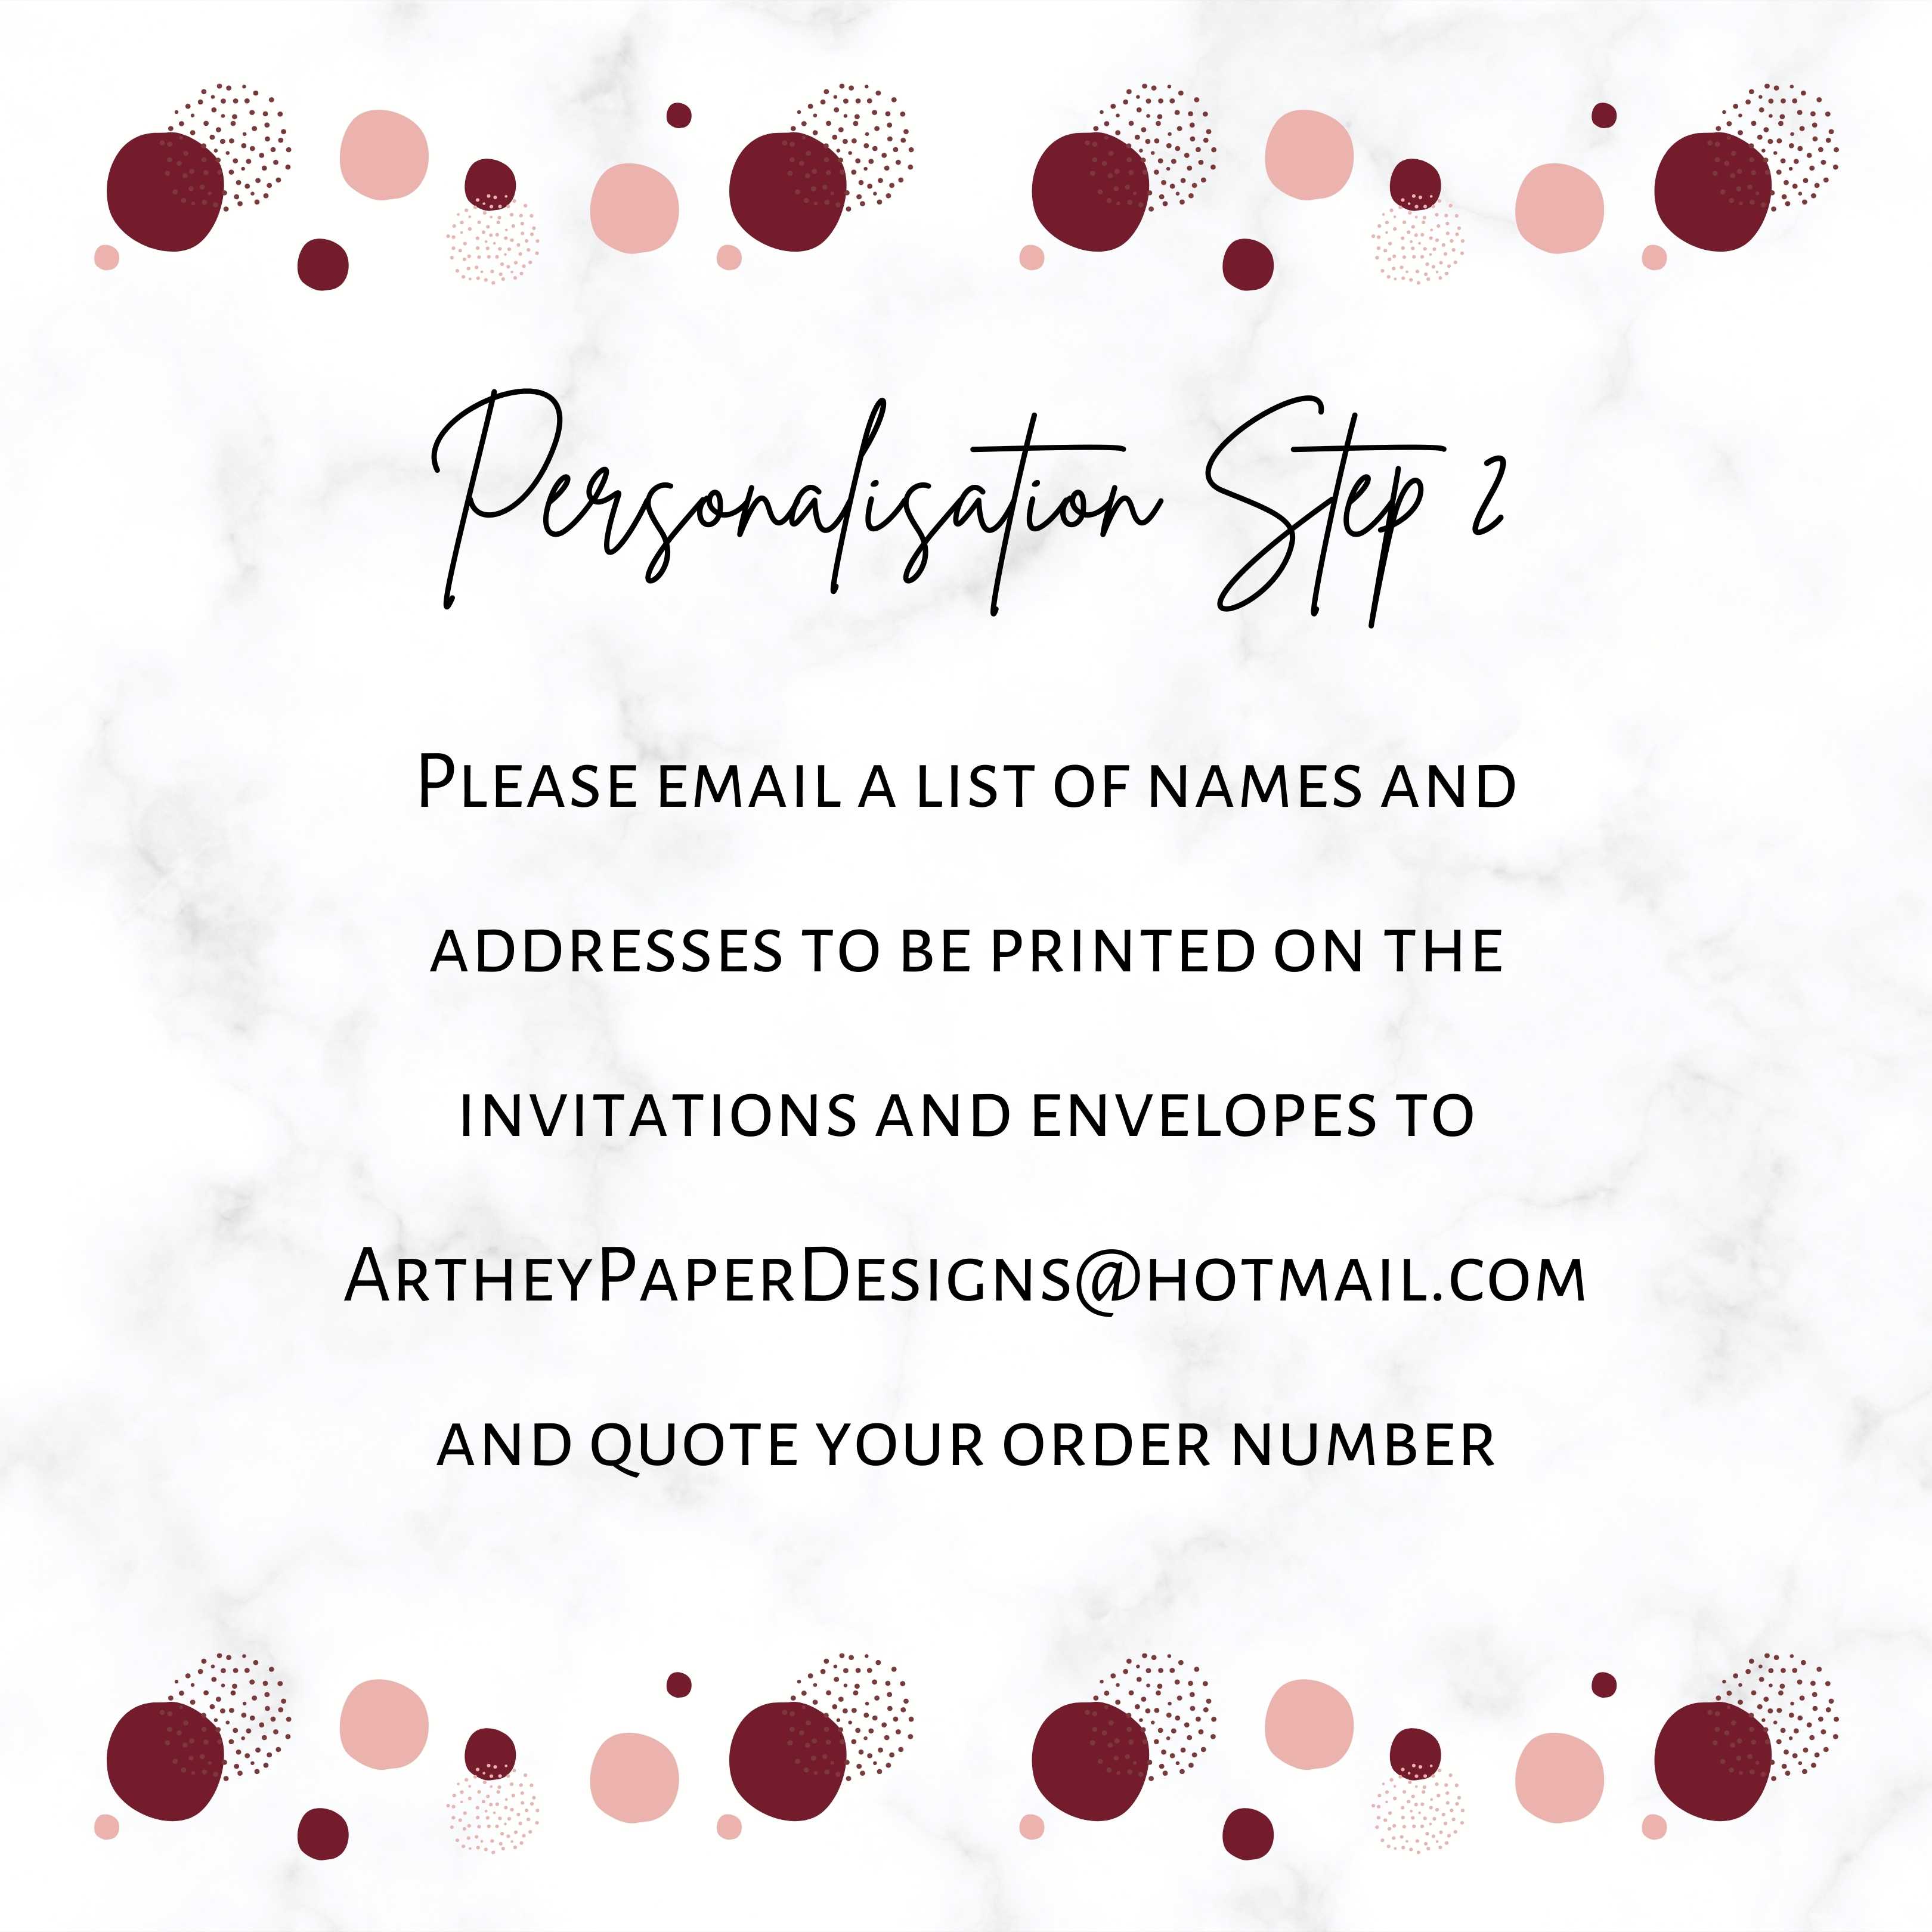 Personalisation Step 2
Please email a list of names and
addresses to be printed on the
invitations and envelopes to
ArtheyPaperDesigns@hotmail.com
and quote your order number